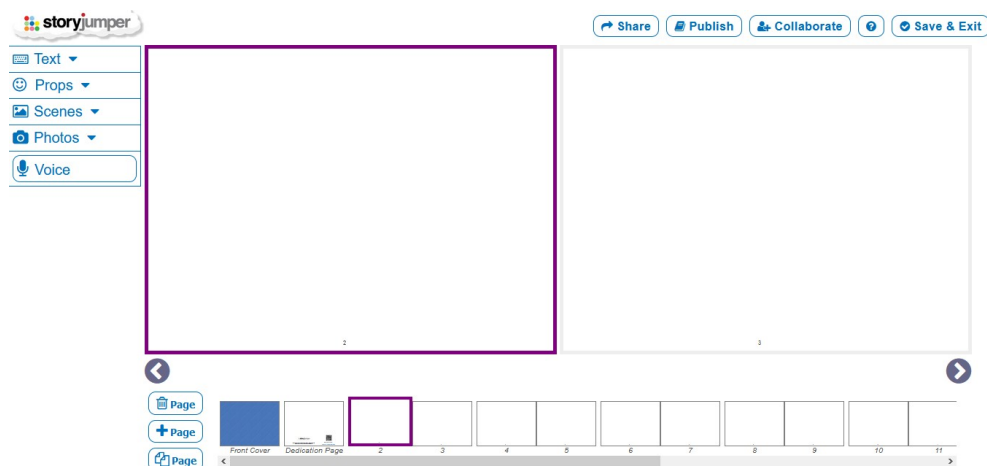 storyjumper
Share Publish Collaborate Save & Exit
Text
Props
Scenes
Photos
Voice
2 3
Page
+ Page
Page
Front Cover Dedication Page 2 3 4 5 6 7 8 9 10 11